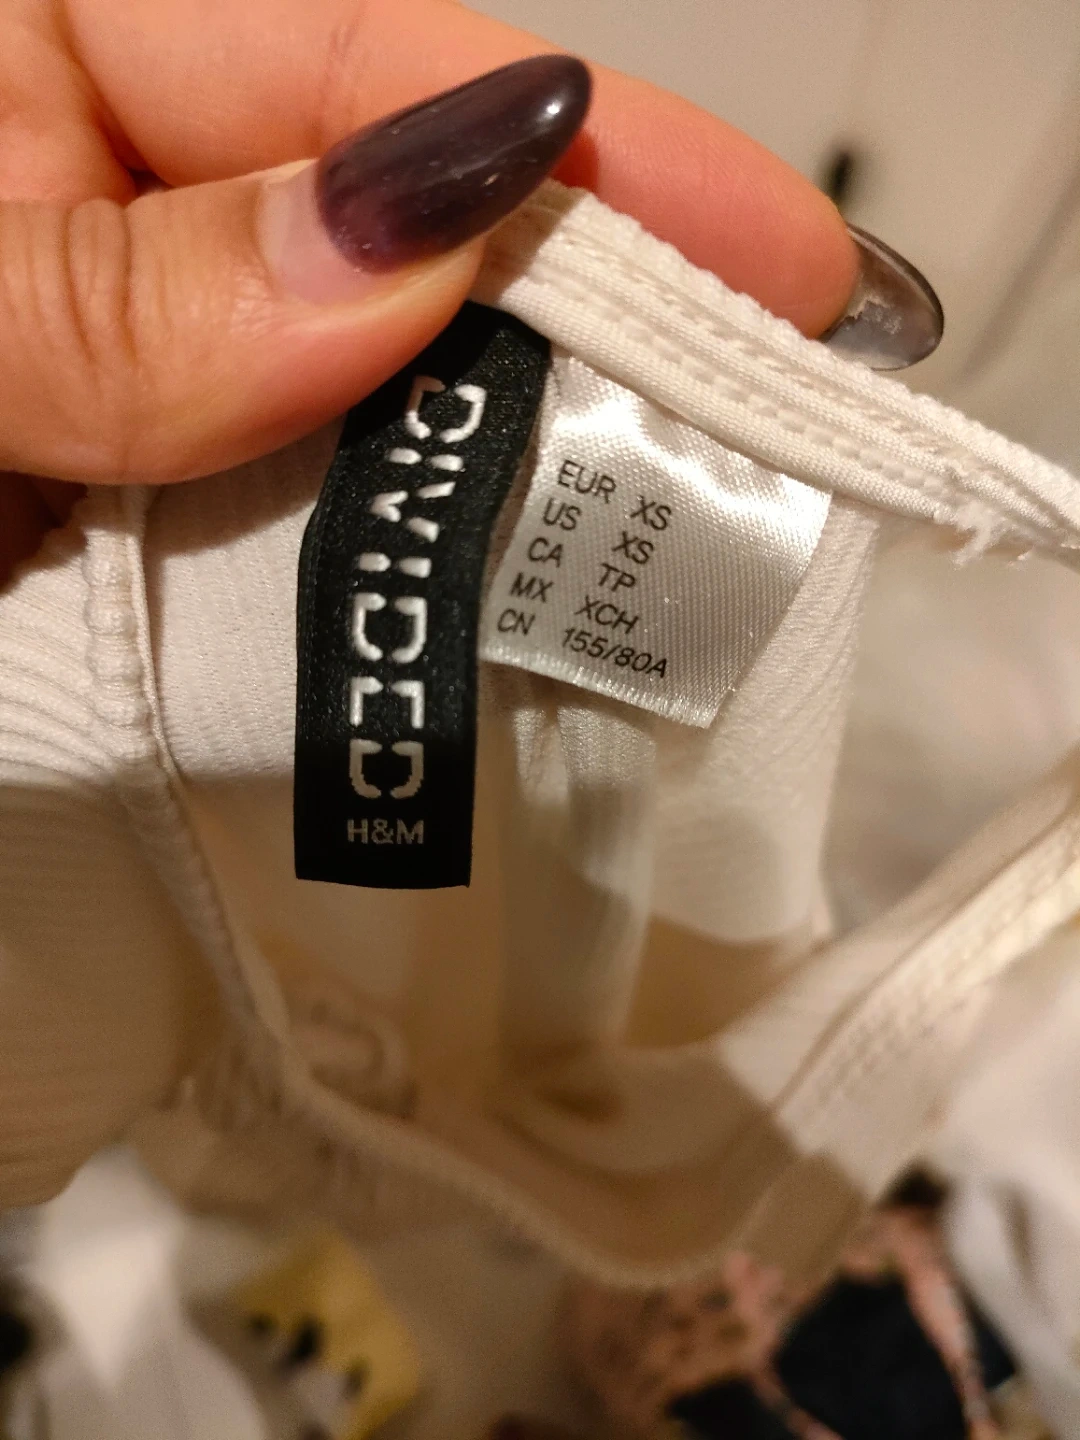 DIVIDED
H&M
EUR XS
US XS
CA TP
MX XCH
CN 155/80A